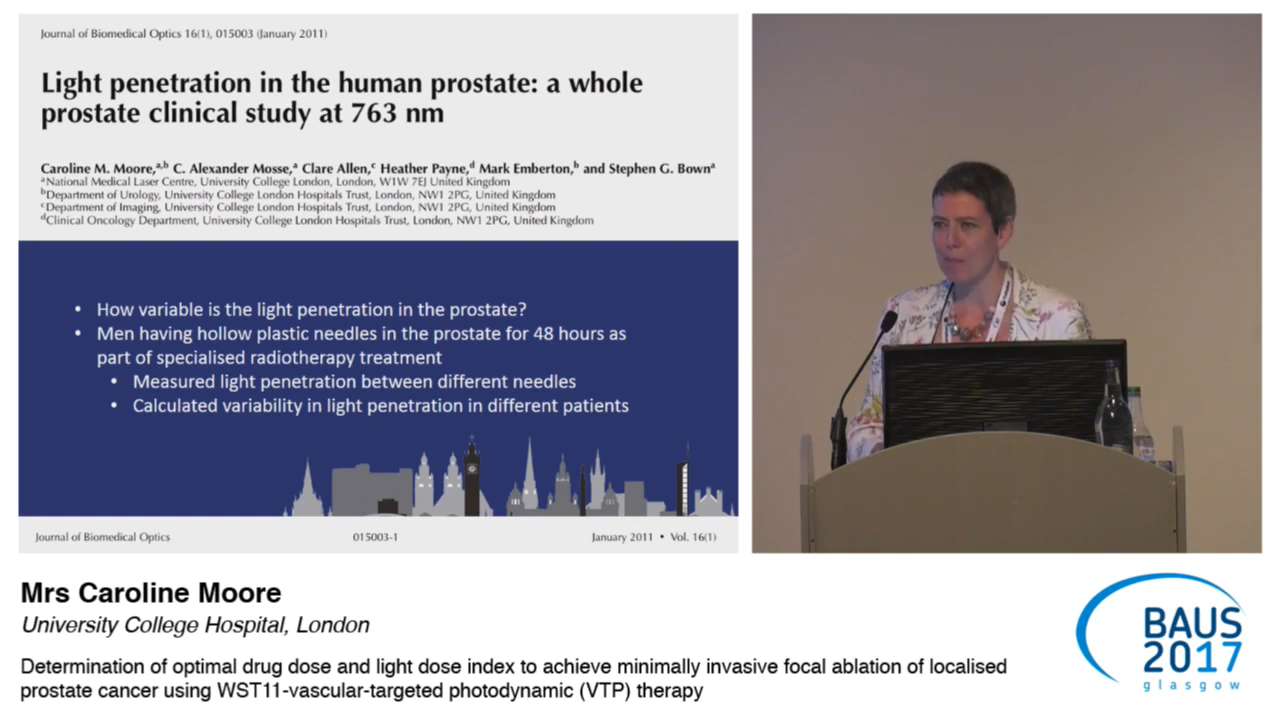 Journal of Biomedical Optics 16(1), 015003 (January 2011)
Light penetration in the human prostate: a whole
prostate clinical study at 763 nm
Caroline M. Moore,a,b C. Alexander Mosse,a Clare Allen,c Heather Payne,d Mark Emberton,b and Stephen G. Bowna
aNational Medical Laser Centre, University College London, London, W1W 7EJ United Kingdom
bDepartment of Urology, University College London Hospitals Trust, London, NW1 2PG, United Kingdom
cDepartment of Imaging, University College London Hospitals Trust, London, NW1 2PG, United Kingdom
dClinical Oncology Department, University College London Hospitals Trust, London, NW1 2PG, United Kingdom
• How variable is the light penetration in the prostate?
• Men having hollow plastic needles in the prostate for 48 hours as
part of specialised radiotherapy treatment
• Measured light penetration between different needles
• Calculated variability in light penetration in different patients
Journal of Biomedical Optics 015003-1 January 2011 • Vol. 16(1)
Mrs Caroline Moore
University College Hospital, London
Determination of optimal drug dose and light dose index to achieve minimally invasive focal ablation of localised
prostate cancer using WST11-vascular-targeted photodynamic (VTP) therapy
BAUS
2017
glasgow